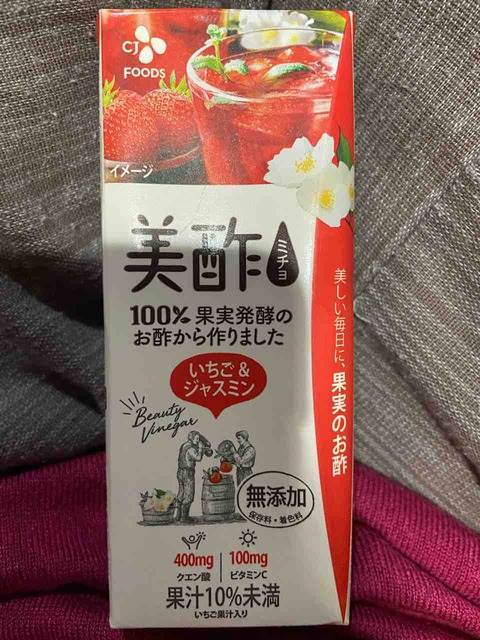 CJ
FOODS
イメージ
美酢
ミチョ
100%果実発酵の
お酢から作りました
いちご&
ジャスミン
Beauty
Vinegar
美しい毎日に、果実のお酢
無添加
保存料・着色料
400mg
クエン酸
100mg
ビタミンC
果汁10%未満
いちご果汁入り